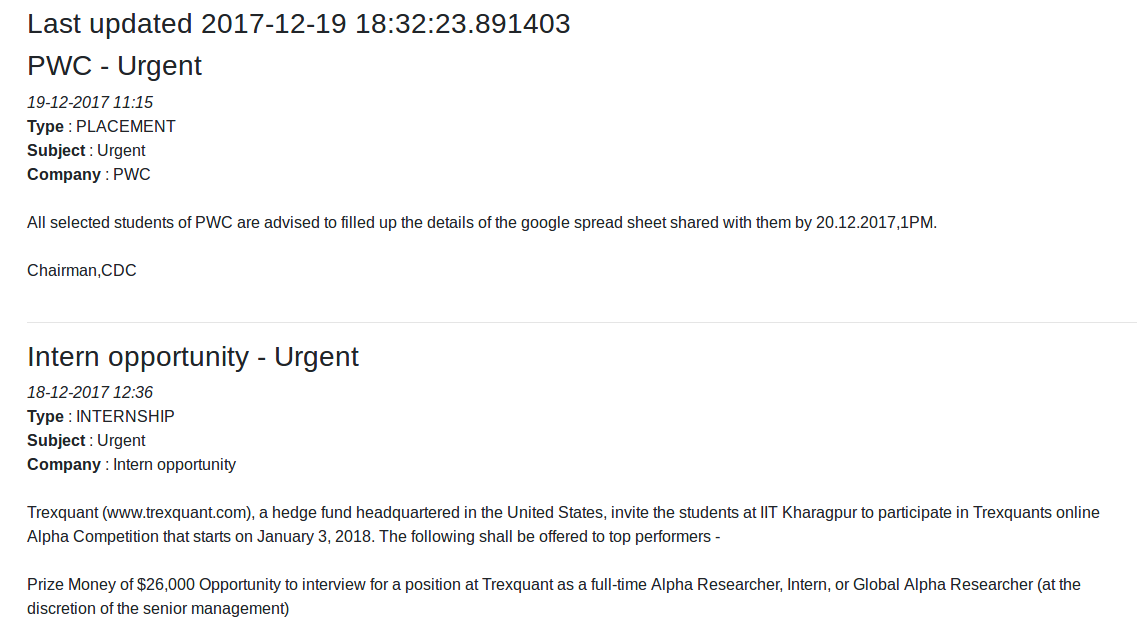 Last updated 2017-12-19 18:32:23.891403
PWC - Urgent
19-12-2017 11:15
Type : PLACEMENT
Subject : Urgent
Company : PWC
All selected students of PWC are advised to filled up the details of the google spread sheet shared with them by 20.12.2017,1PM.
Chairman,CDC
Intern opportunity - Urgent
18-12-2017 12:36
Type : INTERNSHIP
Subject : Urgent
Company : Intern opportunity
Trexquant (www.trexquant.com), a hedge fund headquartered in the United States, invite the students at IIT Kharagpur to participate in Trexquants online
Alpha Competition that starts on January 3, 2018. The following shall be offered to top performers -
Prize Money of $26,000 Opportunity to interview for a position at Trexquant as a full-time Alpha Researcher, Intern, or Global Alpha Researcher (at the
discretion of the senior management)